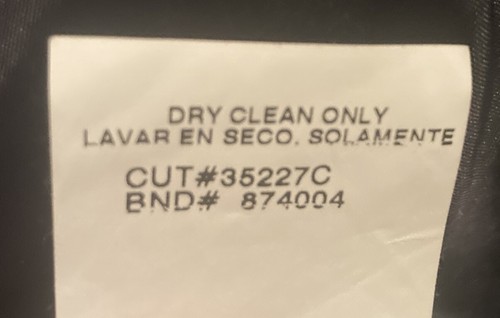 DRY CLEAN ONLY
LAVAR EN SECO. SOLAMENTE
CUT#35227C
BND# 874004